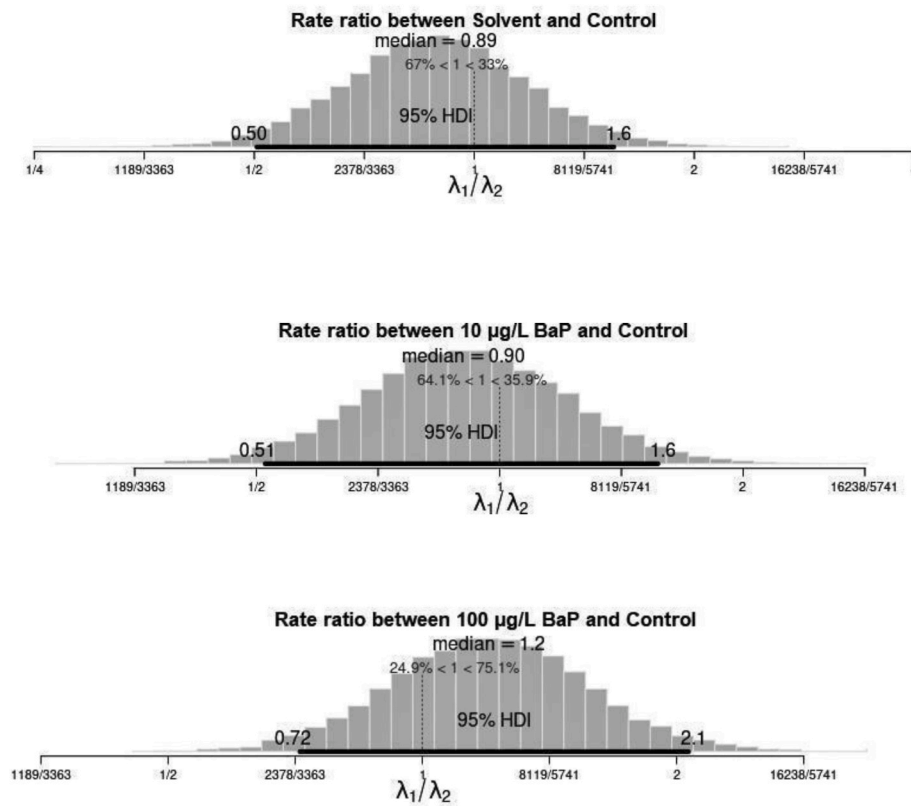 Rate ratio between Solvent and Control
median = 0.89
67% < 1 < 33%
95% HDI
0.50 1.6
1/4 1189/3363 1/2 2378/3363 1 8119/5741 2 16238/5741
λ1/λ2
Rate ratio between 10 µg/L BaP and Control
median = 0.90
64.1% < 1 < 35.9%
95% HDI
0.51 1.6
1189/3363 1/2 2378/3363 1 8119/5741 2 16238/5741
λ1/λ2
Rate ratio between 100 µg/L BaP and Control
median = 1.2
24.9% < 1 < 75.1%
95% HDI
0.72 2.1
1189/3363 1/2 2378/3363 1 8119/5741 2 16238/5741
λ1/λ2